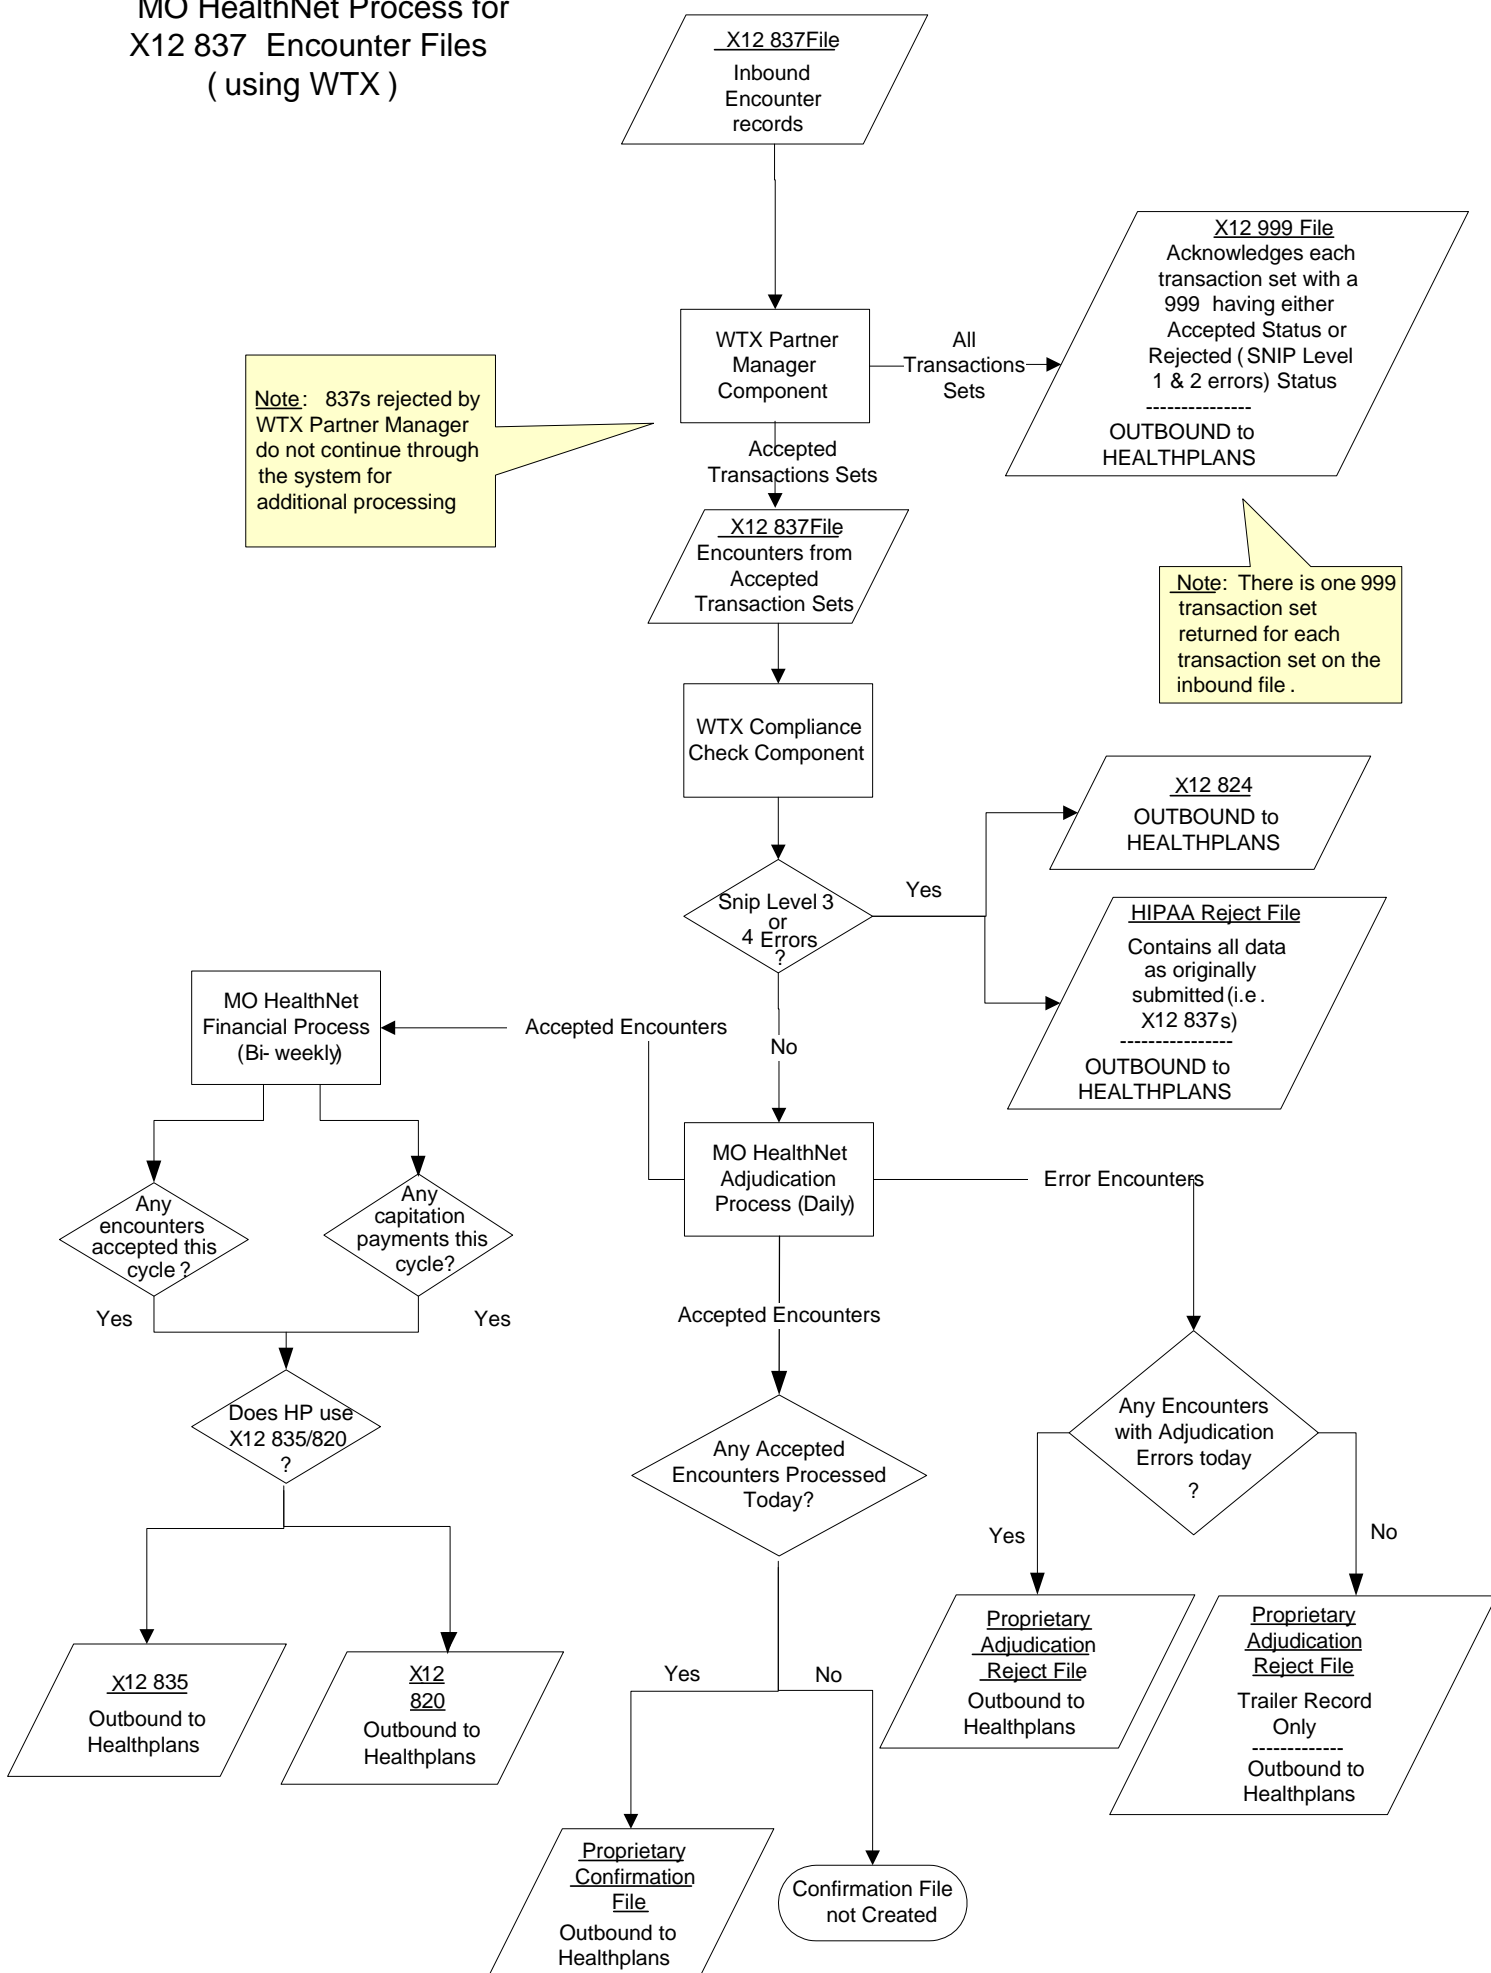 MO HealthNet Process for
X12 837 Encounter Files
( using WTX )
X12 837File
Inbound
Encounter
records
X12 999 File
Acknowledges each
transaction set with a
999 having either
Accepted Status or
Rejected ( SNIP Level
1 & 2 errors) Status
----------------
OUTBOUND to
HEALTHPLANS
WTX Partner
Manager
Component
All
Transactions
Sets
Note: 837s rejected by
WTX Partner Manager
do not continue through
the system for
additional processing
Accepted
Transactions Sets
X12 837File
Encounters from
Accepted
Transaction Sets
Note: There is one 999
transaction set
returned for each
transaction set on the
inbound file .
WTX Compliance
Check Component
X12 824
OUTBOUND to
HEALTHPLANS
Snip Level 3
or
4 Errors
?
Yes
HIPAA Reject File
Contains all data
as originally
submitted (i.e .
X12 837s)
----------------
OUTBOUND to
HEALTHPLANS
No
MO HealthNet
Financial Process
(Bi- weekly)
Accepted Encounters
MO HealthNet
Adjudication
Process (Daily)
Error Encounters
Any
encounters
accepted this
cycle ?
Any
capitation
payments this
cycle?
Yes
Yes
Accepted Encounters
Does HP use
X12 835/820
?
Any Accepted
Encounters Processed
Today?
Any Encounters
with Adjudication
Errors today
?
Yes
No
X12 835
Outbound to
Healthplans
X12
820
Outbound to
Healthplans
Yes
No
Proprietary
Adjudication
Reject File
Outbound to
Healthplans
Proprietary
Adjudication
Reject File
Trailer Record
Only
-------------
Outbound to
Healthplans
Proprietary
Confirmation
File
Outbound to
Healthplans
Confirmation File
not Created